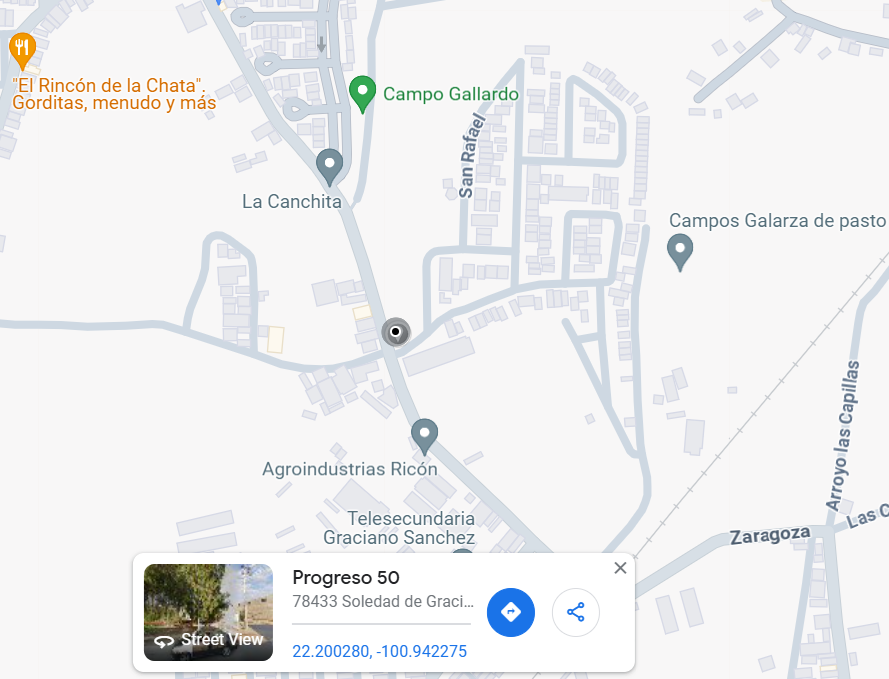 "El Rincón de la Chata".
Gorditas, menudo y más
Campo Gallardo
San Rafael
La Canchita
Campos Galarza de pasto
Agroindustrias Ricón
Arroyo las Capillas
Telesecundaria
Graciano Sanchez
Zaragoza
Las C
Progreso 50
78433 Soledad de Graci...
Street View
22.200280, -100.942275